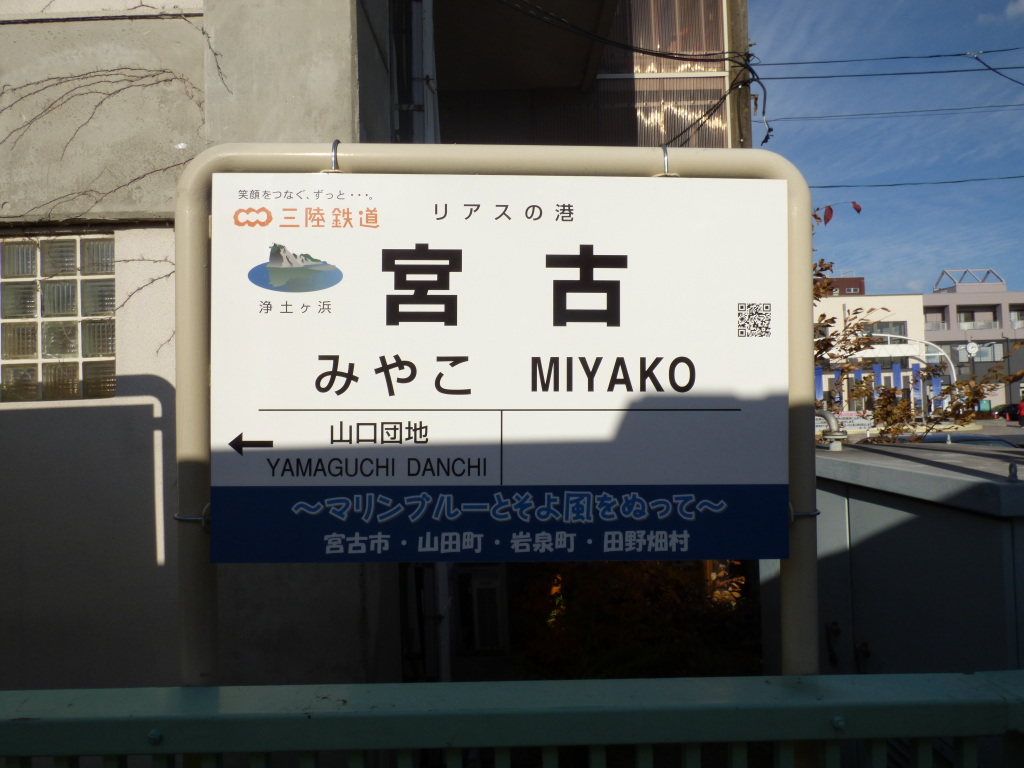 笑顔をつなぐ、ずっと・・・。
三陸鉄道
リアスの港
浄土ヶ浜
宮古
みやこ MIYAKO
山口団地
YAMAGUCHI DANCHI
～マリンブルーとそよ風をぬって～
宮古市・山田町・岩泉町・田野畑村